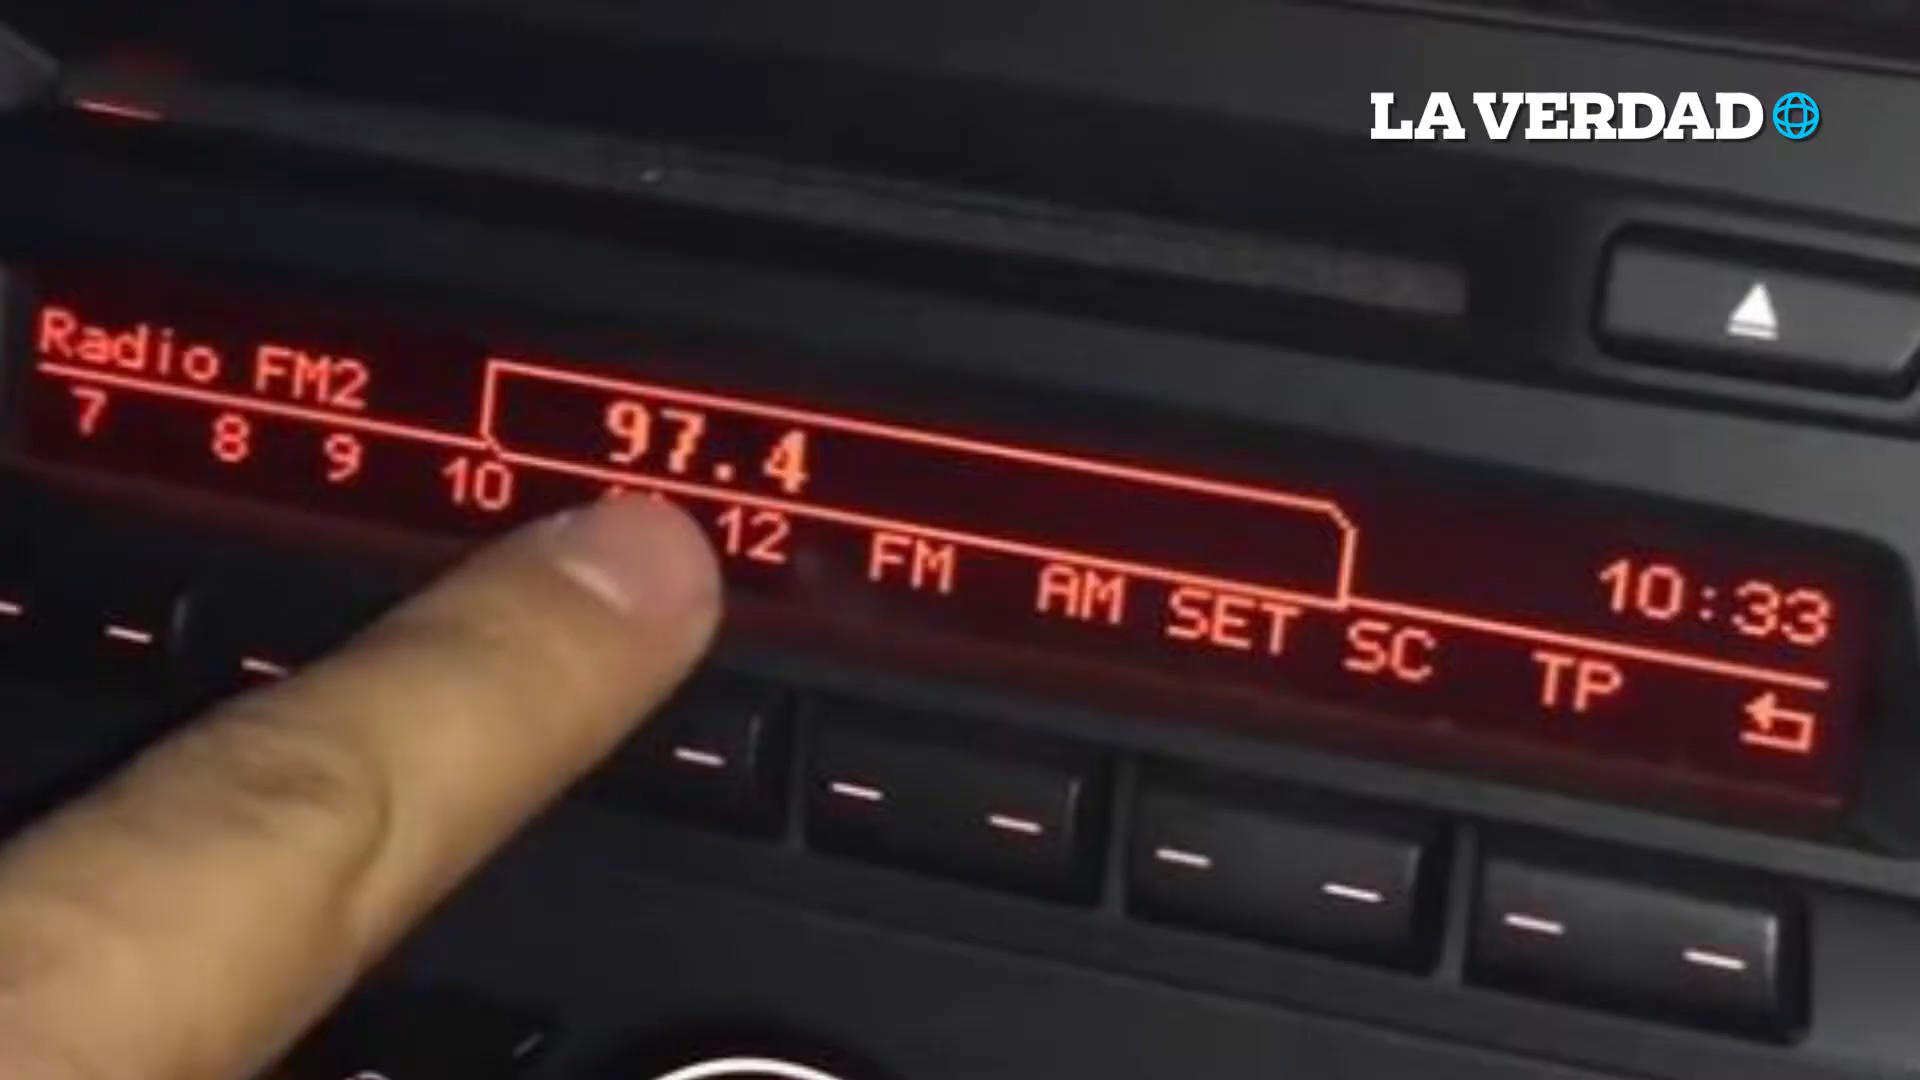 LA VERDAD
Radio FM2
97.4
10:33
7 8 9 10 12 FM AM SET SC TP